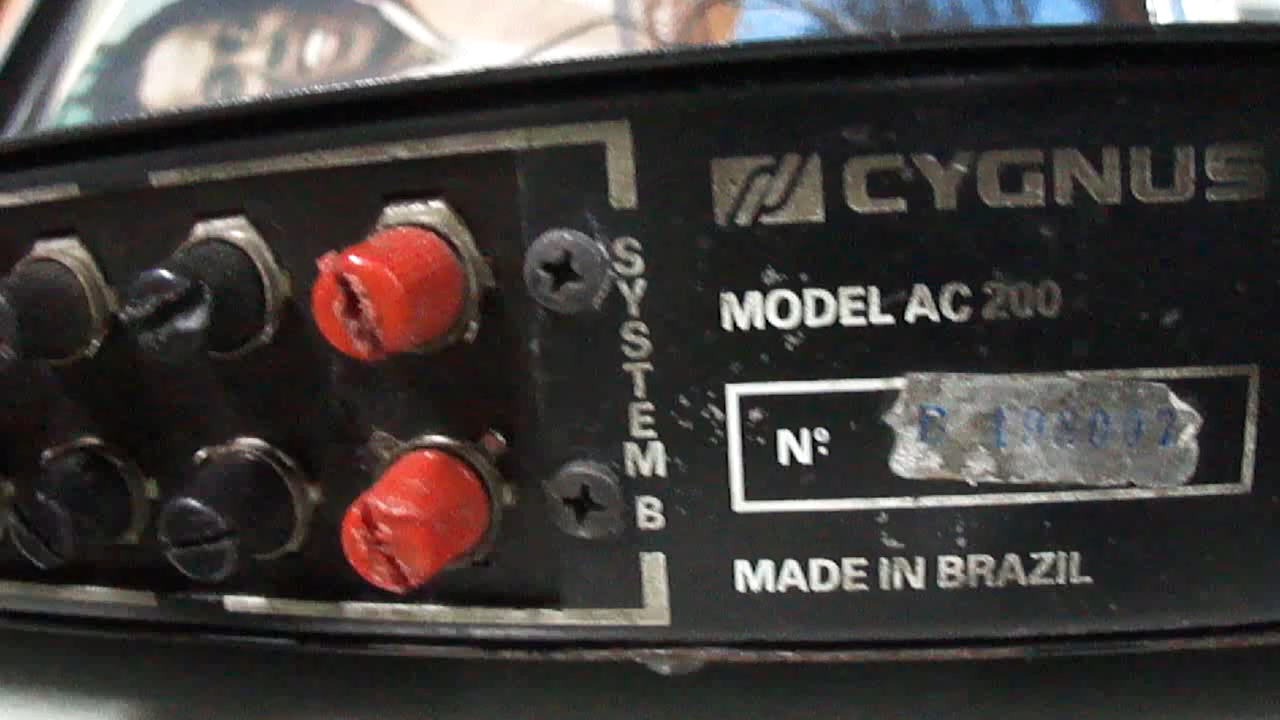 SYSTEM B
CYGNUS
MODEL AC 200
Nº:
MADE IN BRAZIL